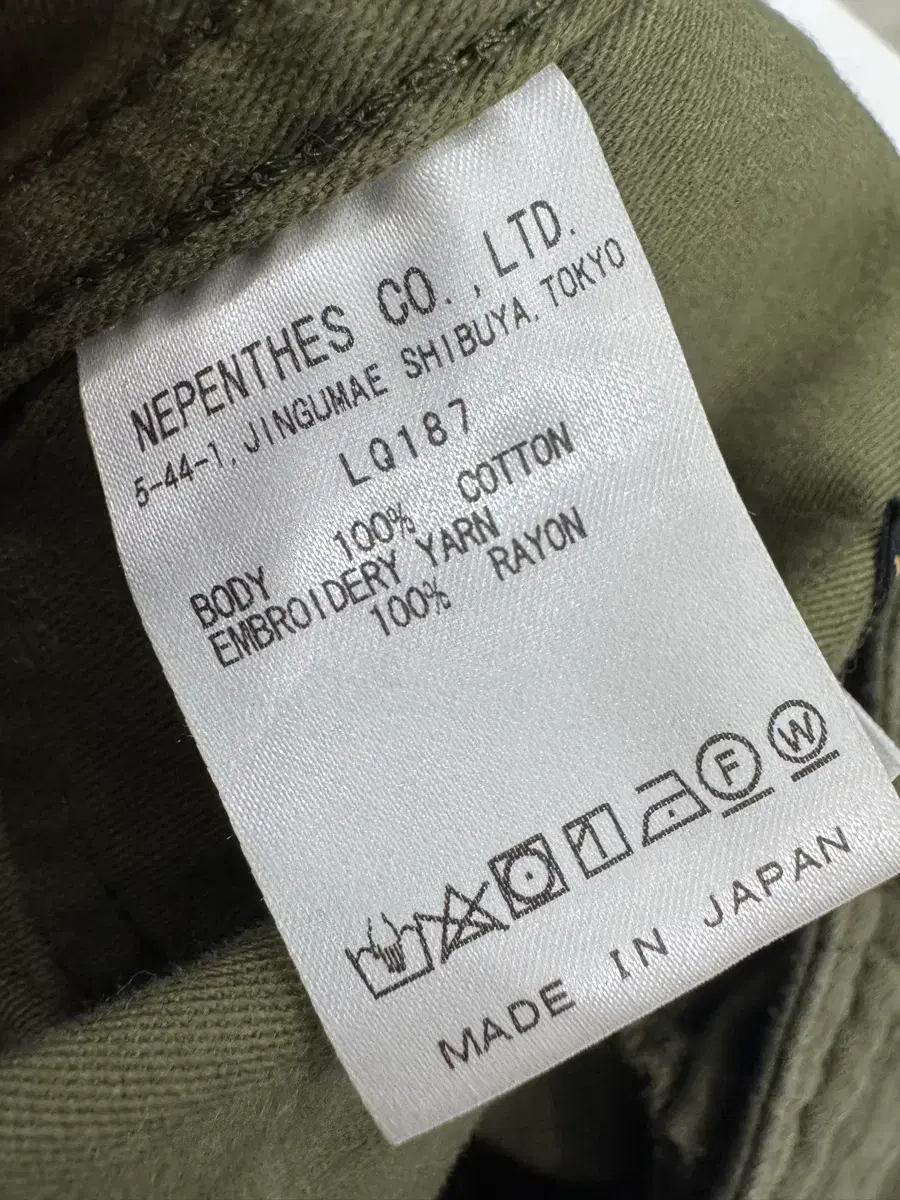 NEPENTHES CO., LTD.
5-44-1, JINGUMAE SHIBUYA, TOKYO
LQ187
BODY 100% COTTON
EMBROIDERY YARN
100% RAYON
F W
MADE IN JAPAN